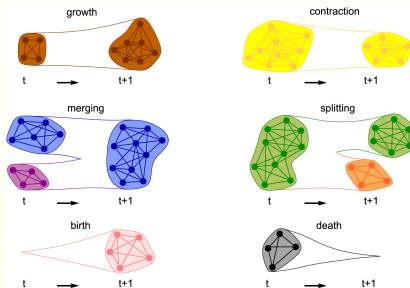 growth
contraction
t t+1
t t+1
merging
splitting
t t+1
t t+1
birth
death
t t+1
t t+1